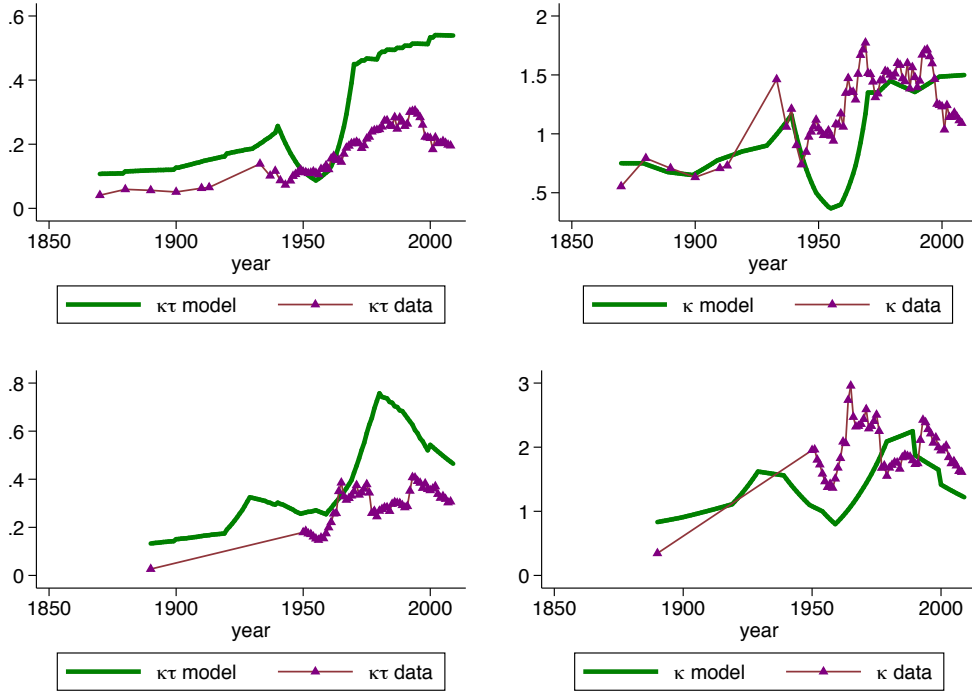 .6
.4
.2
0
1850 1900 1950 2000
year
κτ model κτ data
2
1.5
1
.5
1850 1900 1950 2000
year
κ model κ data
.8
.6
.4
.2
0
1850 1900 1950 2000
year
κτ model κτ data
3
2
1
0
1850 1900 1950 2000
year
κ model κ data